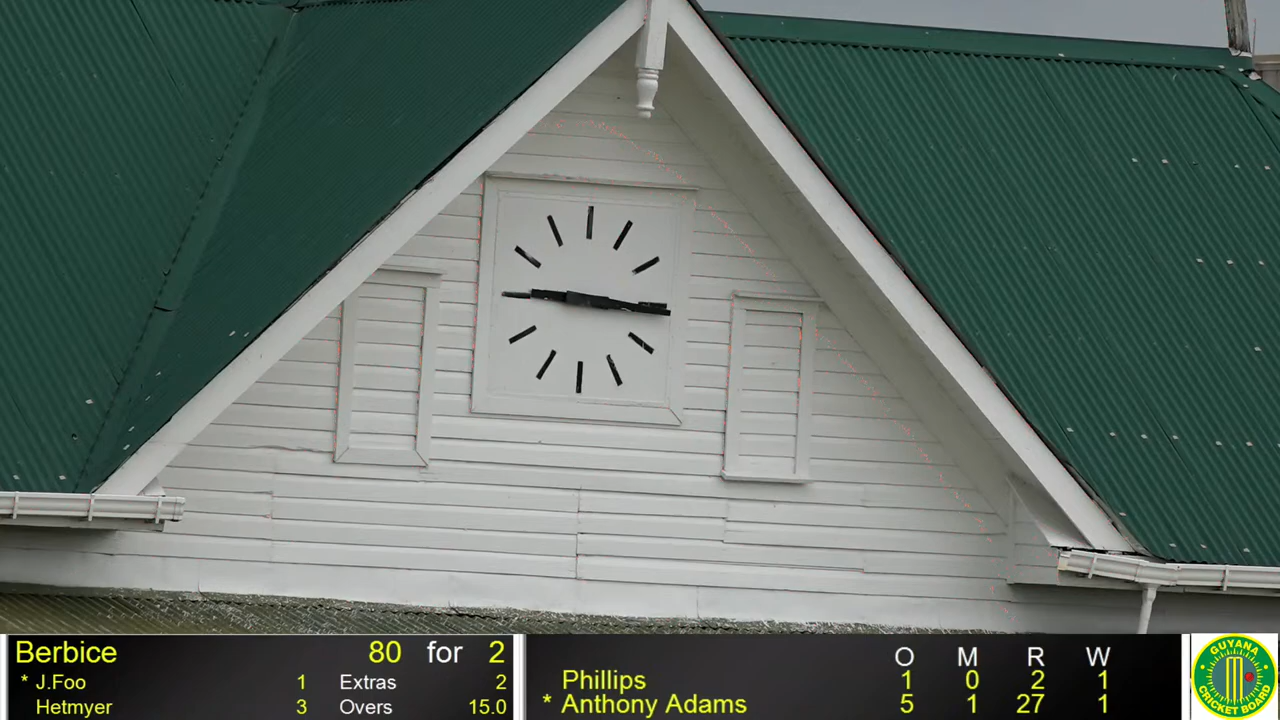 Berbice 80 for 2
* J.Foo 1 Extras 2
Hetmyer 3 Overs 15.0
O M R W
Phillips 1 0 2 1
* Anthony Adams 5 1 27 1
GUYANA
CRICKET BOARD